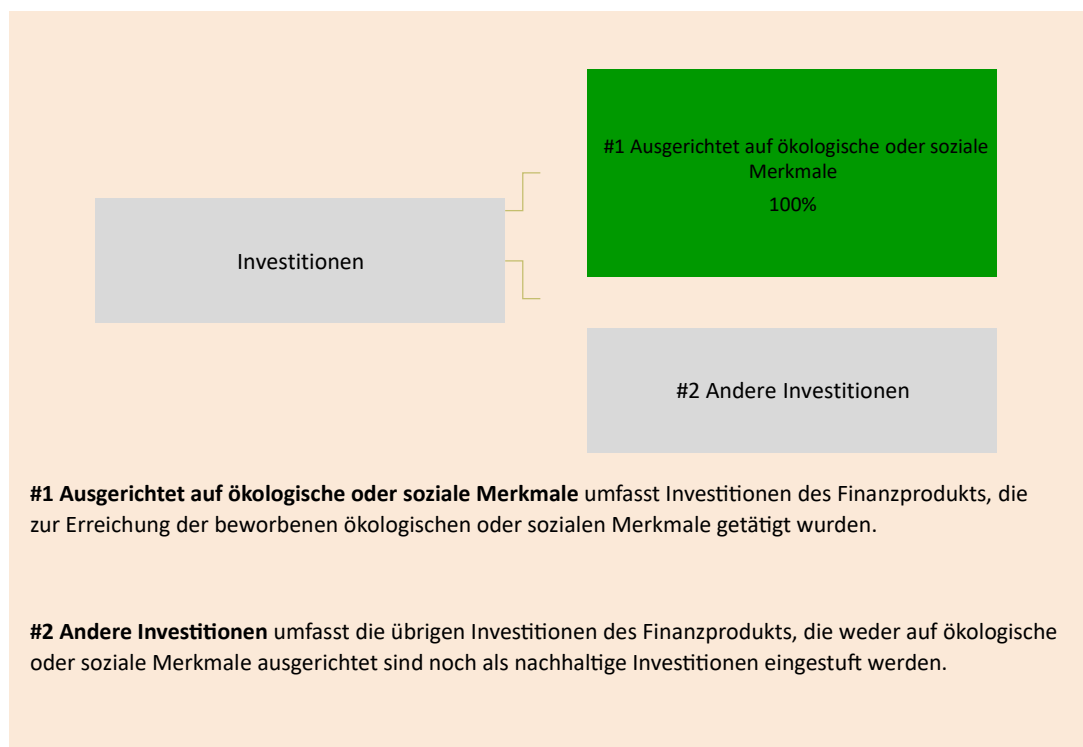 #1 Ausgerichtet auf ökologische oder soziale
Merkmale
100%
Investitionen
#2 Andere Investitionen
#1 Ausgerichtet auf ökologische oder soziale Merkmale umfasst Investitionen des Finanzprodukts, die
zur Erreichung der beworbenen ökologischen oder sozialen Merkmale getätigt wurden.
#2 Andere Investitionen umfasst die übrigen Investitionen des Finanzprodukts, die weder auf ökologische
oder soziale Merkmale ausgerichtet sind noch als nachhaltige Investitionen eingestuft werden.